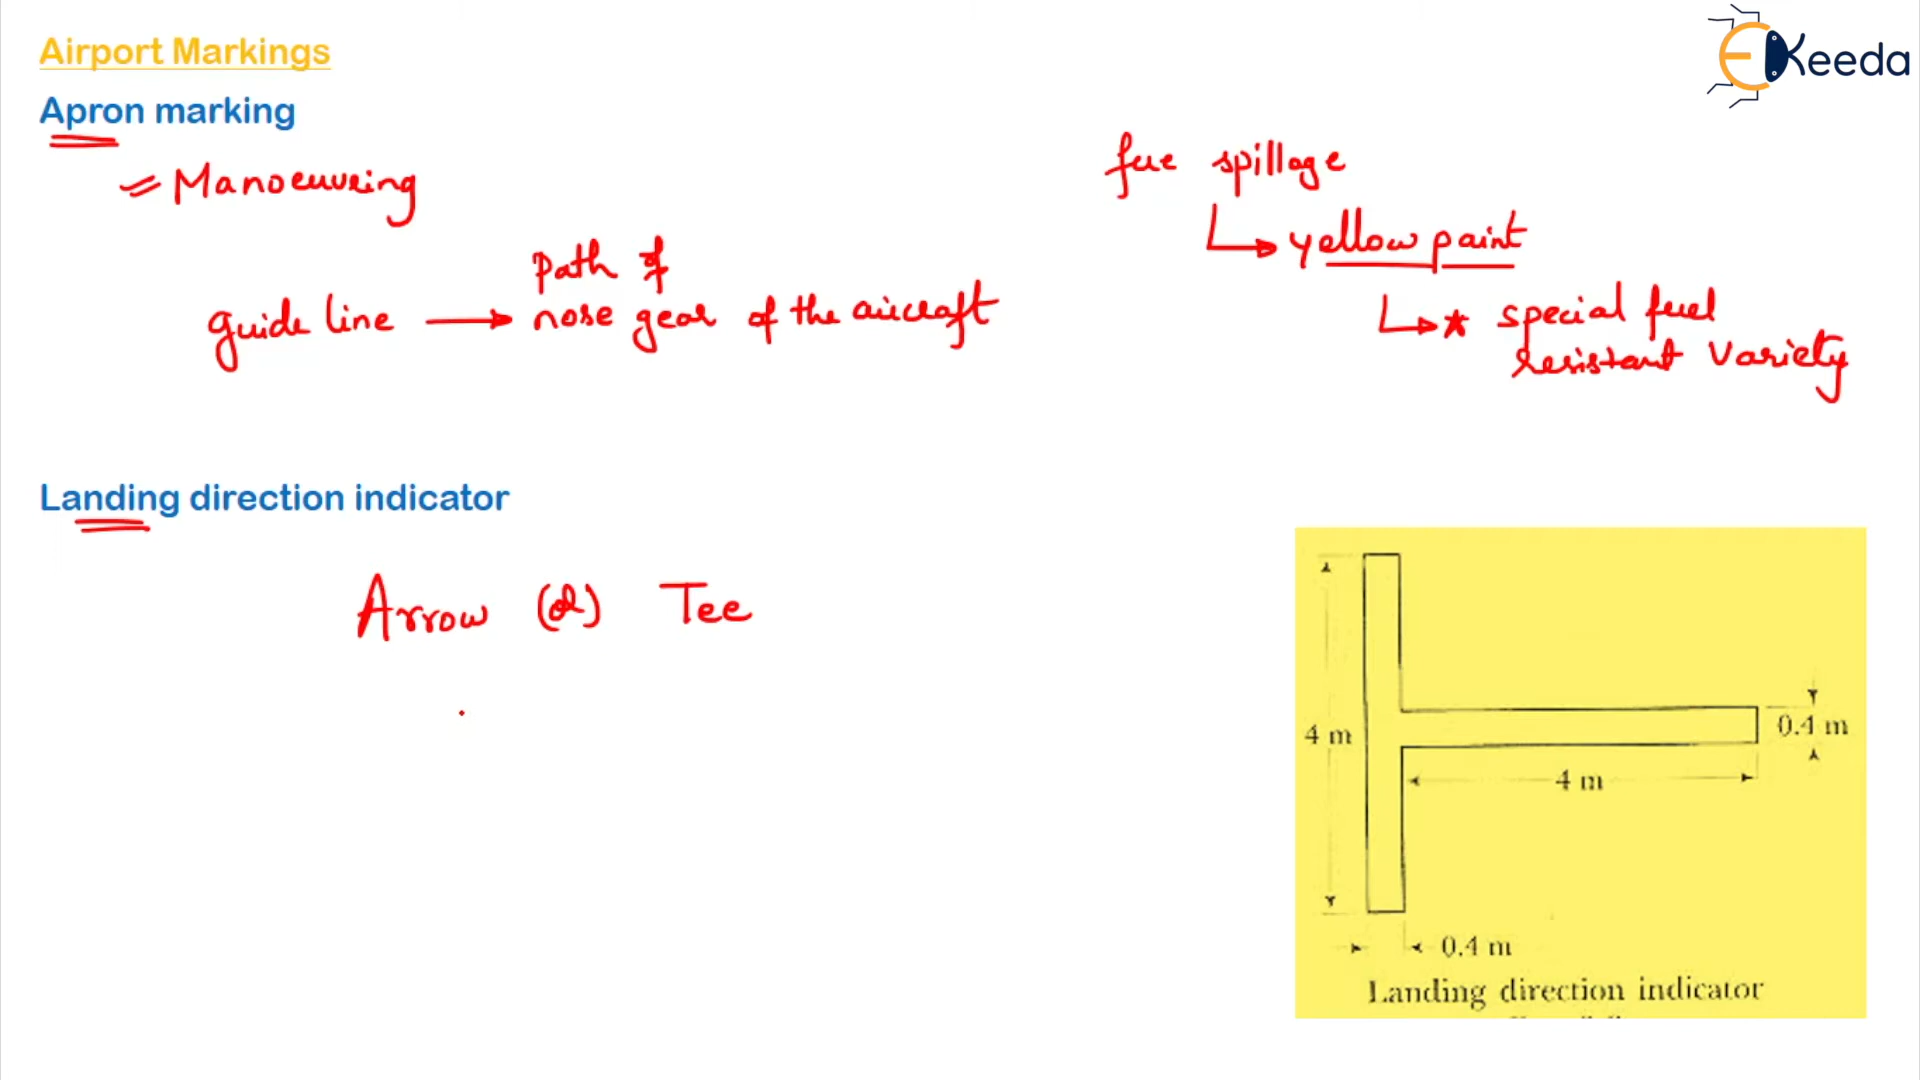 Airport Markings
EKeeda
Apron marking
Manoeuvring
guide line → path of nose gear of the aircraft
fue spillage
yellow paint
* special fuel
resistant variety
Landing direction indicator
Arrow (or) Tee
4 m
0.4 m
4 m
0.4 m
Landing direction indicator